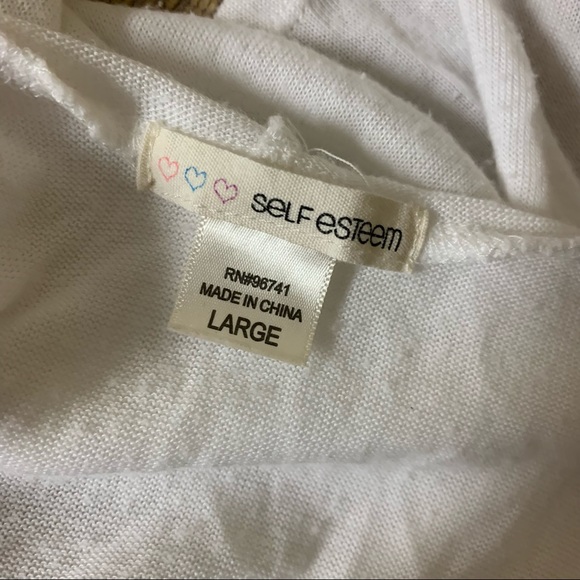 seLF esTeem
RN#96741
MADE IN CHINA
LARGE